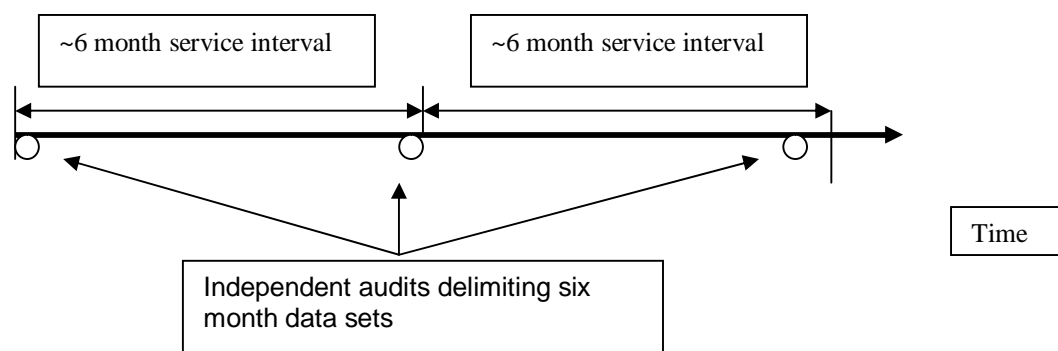 ~6 month service interval
~6 month service interval
Time
Independent audits delimiting six
month data sets